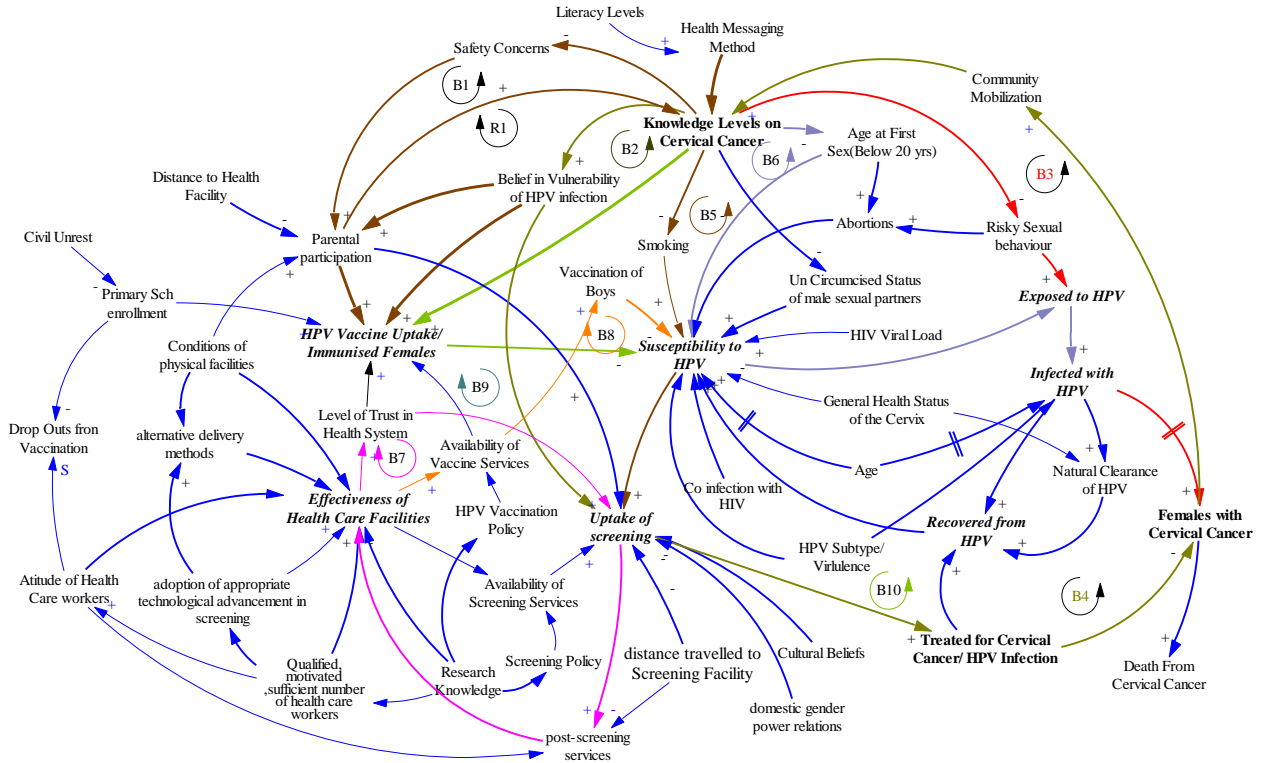 Literacy Levels
Health Messaging
Method
Safety Concerns
Community
Mobilization
B1
R1
Knowledge Levels on
Cervical Cancer
B2
B6
Age at First
Sex(Below 20 yrs)
B3
Distance to Health
Facility
Belief in Vulnerability
of HPV infection
B5
Smoking
Abortions
Risky Sexual
behaviour
Civil Unrest
Parental
participation
Vaccination of
Boys
Un Circumcised Status
of male sexual partners
Exposed to HPV
Primary Sch
enrollment
HPV Vaccine Uptake/
Immunised Females
B8
Susceptibility to
HPV
HIV Viral Load
Conditions of
physical facilities
B9
Infected with
HPV
General Health Status
of the Cervix
Level of Trust in
Health System
Drop Outs fron
Vaccination
S
alternative delivery
methods
B7
Availability of
Vaccine Services
Age
Natural Clearance
of HPV
Effectiveness of
Health Care Facilities
HPV Vaccination
Policy
Co infection with
HIV
Uptake of
screening
Recovered from
HPV
Females with
Cervical Cancer
HPV Subtype/
Virlulence
Atitude of Health
Care workers
adoption of appropriate
technological advancement in
screening
Availability of
Screening Services
B10
B4
Treated for Cervical
Cancer/ HPV Infection
Qualified,
motivated
,sufficient number
of health care
workers
Research
Knowledge
Screening Policy
distance travelled to
Screening Facility
Cultural Beliefs
Death From
Cervical Cancer
domestic gender
power relations
post-screening
services